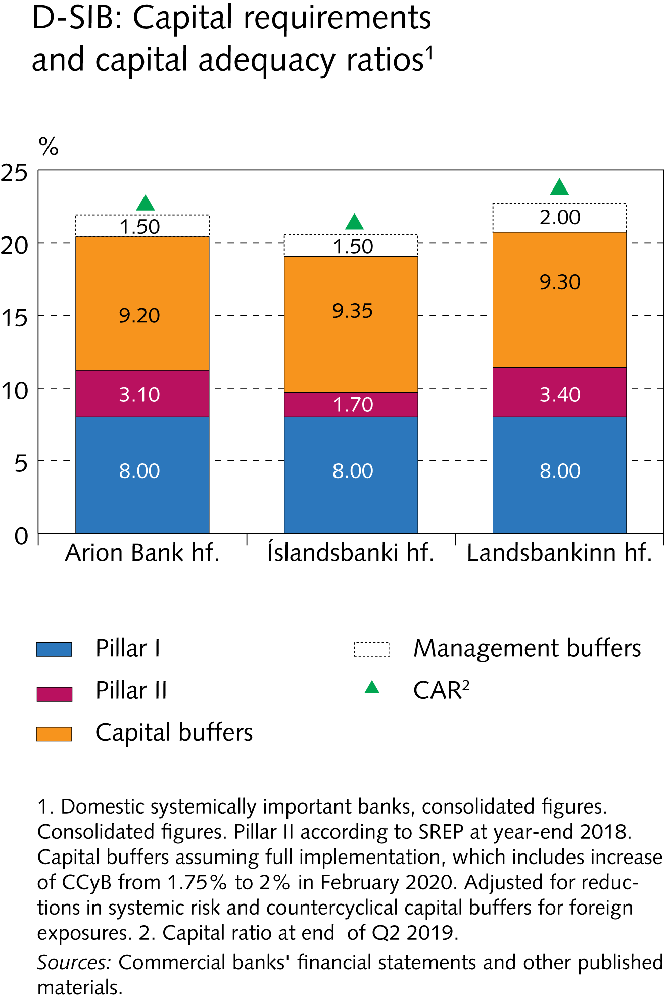 D-SIB: Capital requirements
and capital adequacy ratios¹
%
25
20
15
10
5
0
1.50
9.20
3.10
8.00
1.50
9.35
1.70
8.00
2.00
9.30
3.40
8.00
Arion Bank hf.
Íslandsbanki hf.
Landsbankinn hf.
Pillar I
Pillar II
Capital buffers
Management buffers
CAR²
1. Domestic systemically important banks, consolidated figures.
Consolidated figures. Pillar II according to SREP at year-end 2018.
Capital buffers assuming full implementation, which includes increase
of CCyB from 1.75% to 2% in February 2020. Adjusted for reduc-
tions in systemic risk and countercyclical capital buffers for foreign
exposures. 2. Capital ratio at end of Q2 2019.
Sources: Commercial banks' financial statements and other published
materials.